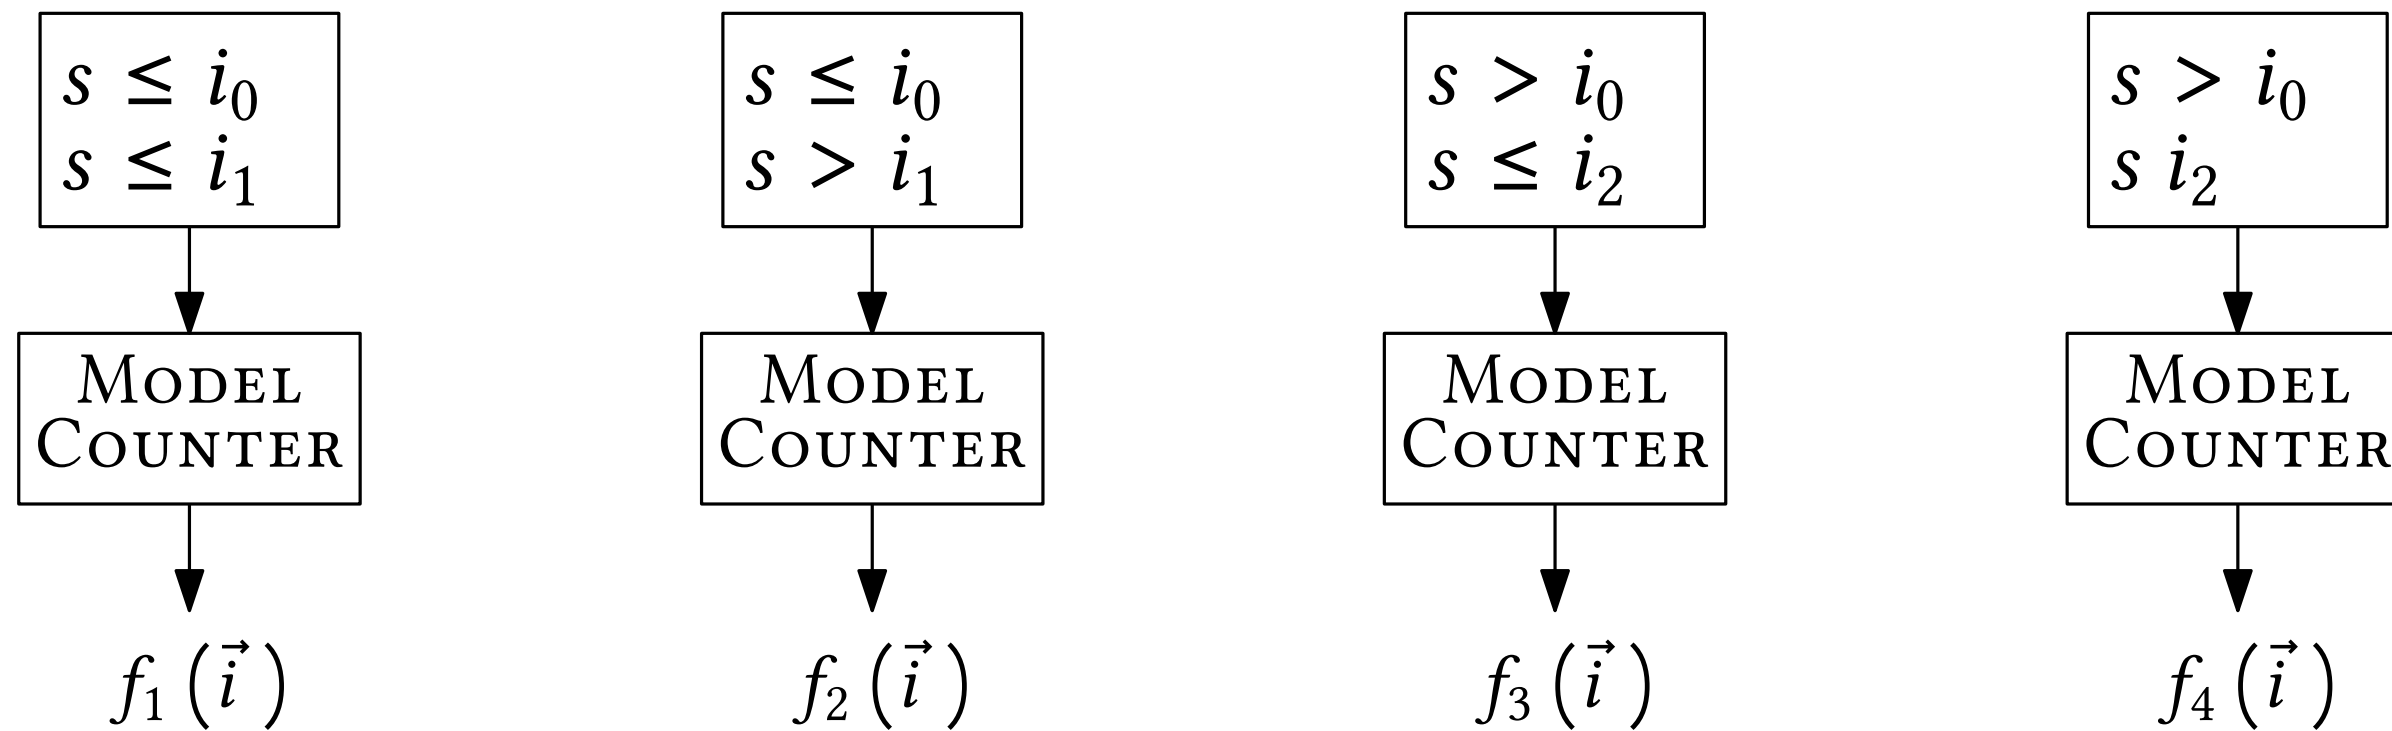 s ≤ i₀
s ≤ i₁
MODEL
COUNTER
f₁ (i⃗ )
s ≤ i₀
s > i₁
MODEL
COUNTER
f₂ (i⃗ )
s > i₀
s ≤ i₂
MODEL
COUNTER
f₃ (i⃗ )
s > i₀
s i₂
MODEL
COUNTER
f₄ (i⃗ )